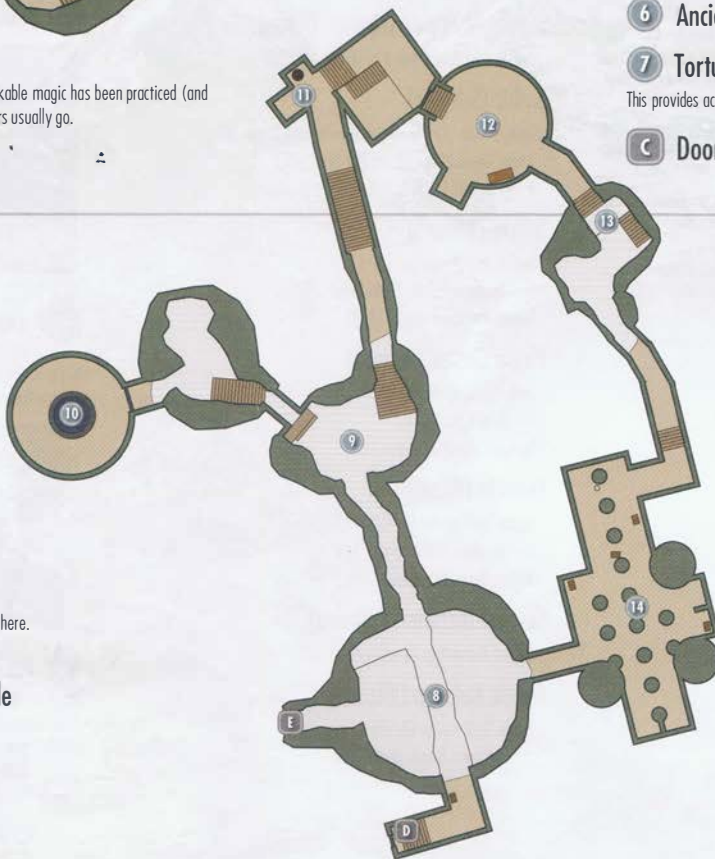 6 Ancie
7 Tortu
kable magic has been practiced (and
This provides ac
rs usually go.
C Door
11
12
13
10
9
here.
14
le
8
E
D